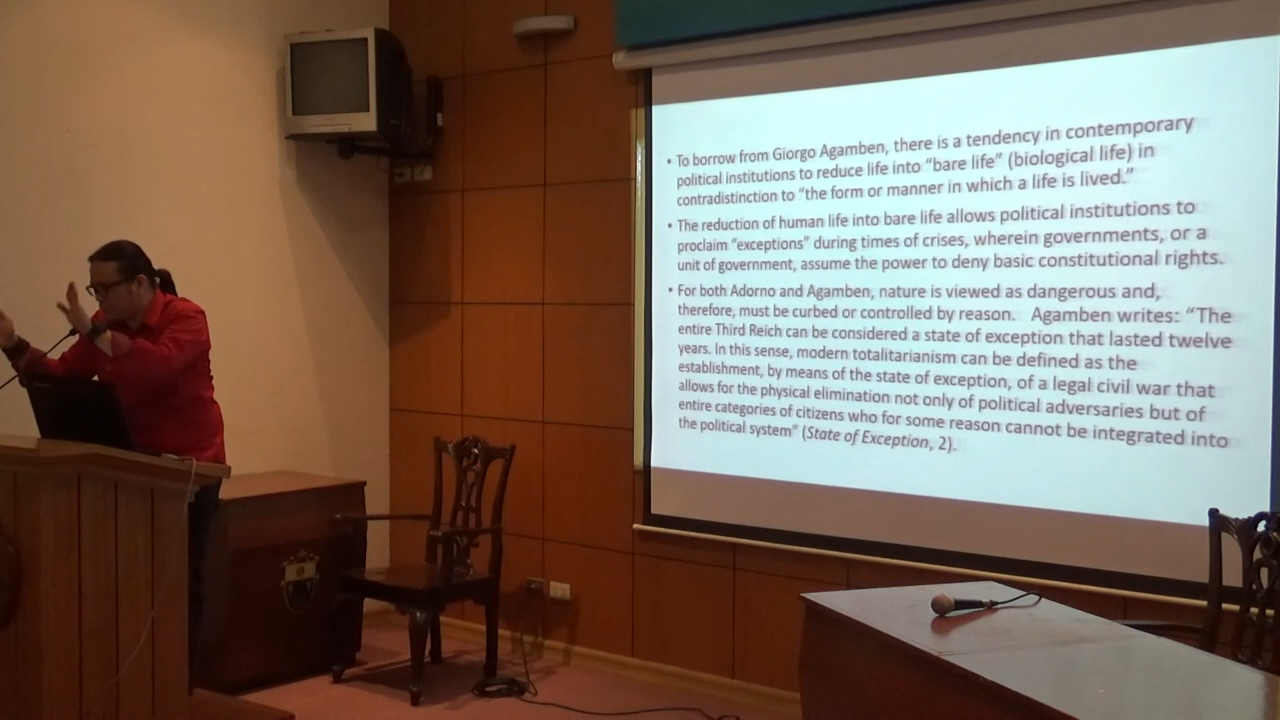 • To borrow from Giorgo Agamben, there is a tendency in contemporary
political institutions to reduce life into “bare life” (biological life) in
contradistinction to “the form or manner in which a life is lived.”
• The reduction of human life into bare life allows political institutions to
proclaim “exceptions” during times of crises, wherein governments, or a
unit of government, assume the power to deny basic constitutional rights.
• For both Adorno and Agamben, nature is viewed as dangerous and,
therefore, must be curbed or controlled by reason. Agamben writes: “The
entire Third Reich can be considered a state of exception that lasted twelve
years. In this sense, modern totalitarianism can be defined as the
establishment, by means of the state of exception, of a legal civil war that
allows for the physical elimination not only of political adversaries but of
entire categories of citizens who for some reason cannot be integrated into
the political system” (State of Exception, 2).